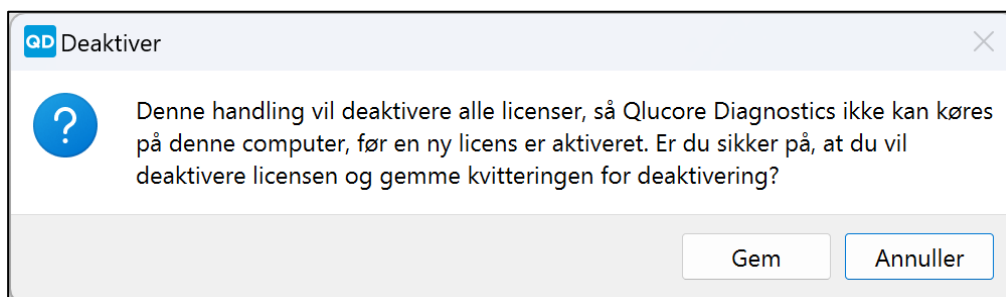 QD Deaktiver
?
Denne handling vil deaktivere alle licenser, så Qlucore Diagnostics ikke kan køres
på denne computer, før en ny licens er aktiveret. Er du sikker på, at du vil
deaktivere licensen og gemme kvitteringen for deaktivering?
Gem Annuller